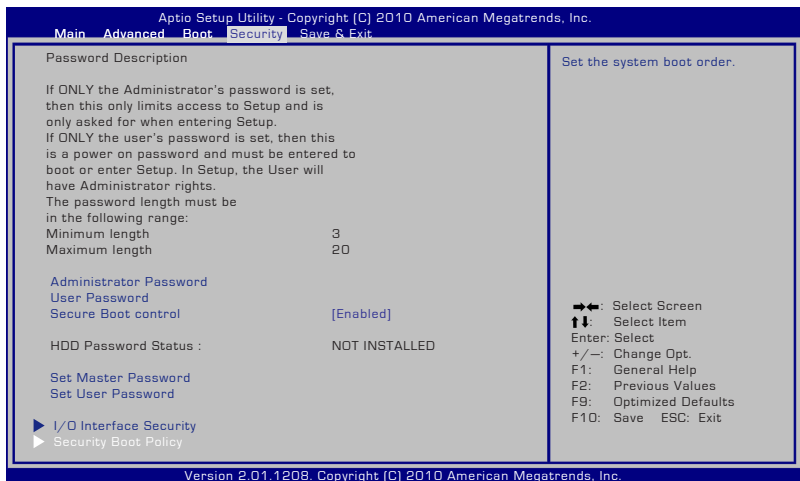 Aptio Setup Utility - Copyright (C) 2010 American Megatrends, Inc.
Main Advanced Boot Security Save & Exit
Password Description
If ONLY the Administrator's password is set,
then this only limits access to Setup and is
only asked for when entering Setup.
If ONLY the user's password is set, then this
is a power on password and must be entered to
boot or enter Setup. In Setup, the User will
have Administrator rights.
The password length must be
in the following range:
Minimum length 3
Maximum length 20
Administrator Password
User Password
Secure Boot control [Enabled]
HDD Password Status : NOT INSTALLED
Set Master Password
Set User Password
I/O Interface Security
Security Boot Policy
Set the system boot order.
→←: Select Screen
↑↓: Select Item
Enter: Select
+/—: Change Opt.
F1: General Help
F2: Previous Values
F9: Optimized Defaults
F10: Save ESC: Exit
Version 2.01.1208. Copyright (C) 2010 American Megatrends, Inc.